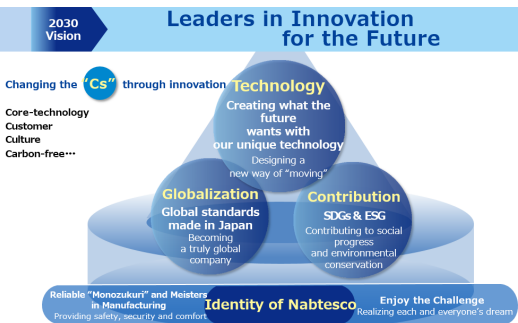 2030
Vision
Leaders in Innovation
for the Future
Changing the ‘Cs” through innovation
Core-technology
Customer
Culture
Carbon-free…
Technology
Creating what the
future
wants with
our unique technology
Designing a
new way of “moving”
Globalization
Global standards
made in Japan
Becoming
a truly global
company
Contribution
SDGs & ESG
Contributing to social
progress
and environmental
conservation
Reliable “Monozukuri” and Meisters
in Manufacturing
Providing safety, security and comfort
Identity of Nabtesco
Enjoy the Challenge
Realizing each and everyone’s dream